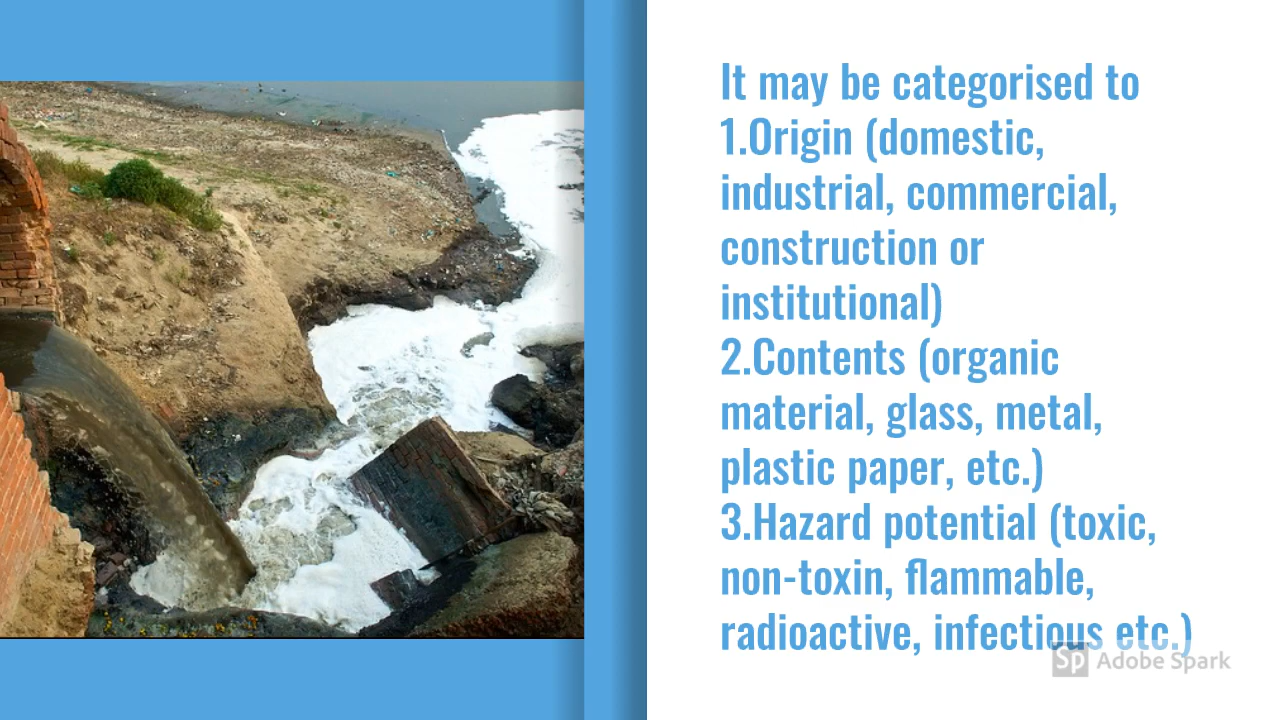 It may be categorised to
1.Origin (domestic,
industrial, commercial,
construction or
institutional)
2.Contents (organic
material, glass, metal,
plastic paper, etc.)
3.Hazard potential (toxic,
non-toxin, flammable,
radioactive, infectious etc.)
Sp Adobe Spark